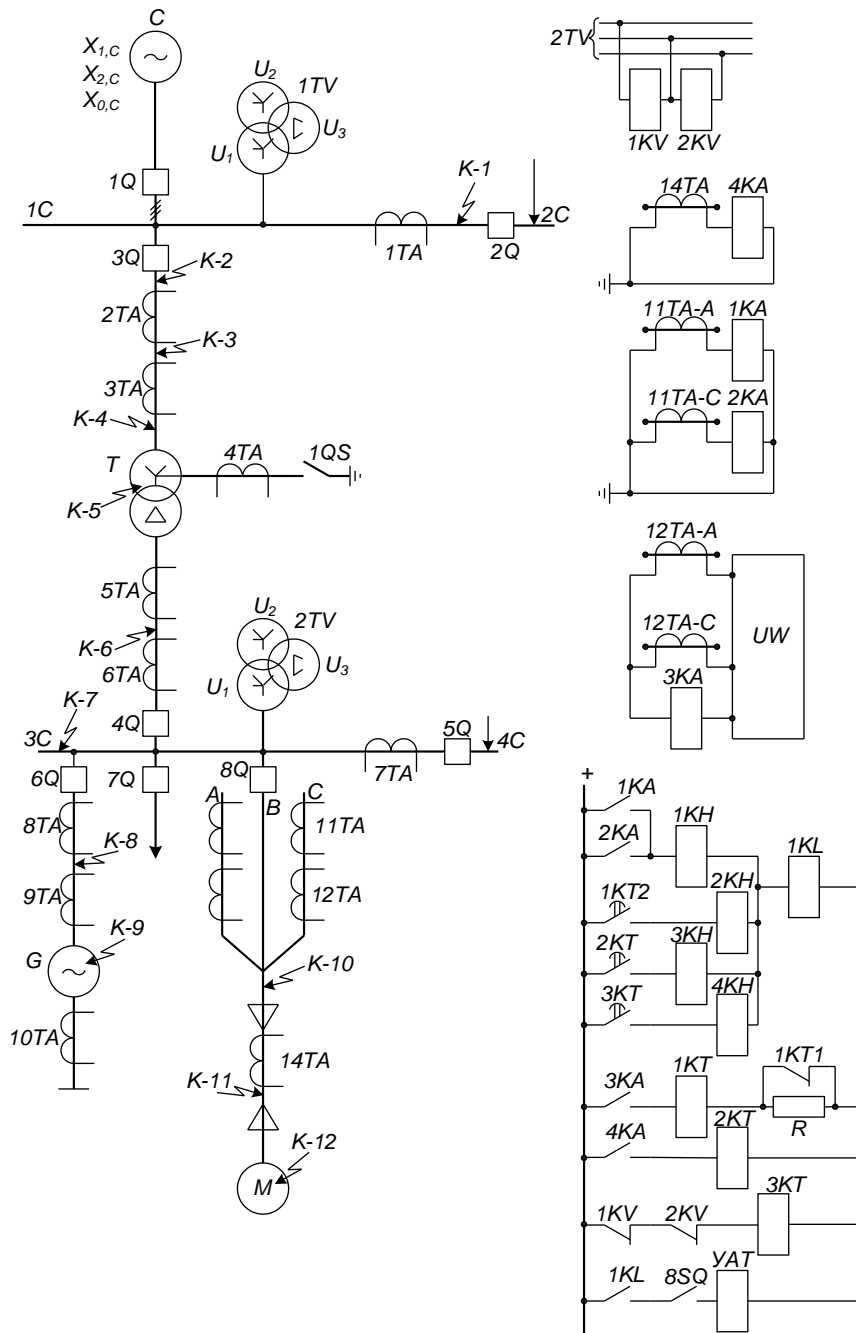 C
X1,C
X2,C
X0,C
U2
1TV
U3
U1
1Q
K-1
1C
2C
1TA
2Q
3Q
K-2
2TA
K-3
3TA
K-4
T
4TA
1QS
K-5
5TA
K-6
6TA
U2
2TV
U3
U1
K-7
4Q
5Q
3C
4C
7TA
6Q
7Q
8Q
A
B
C
8TA
11TA
K-8
9TA
12TA
K-9
G
K-10
10TA
14TA
K-11
K-12
M
2TV
1KV
2KV
14TA
4KA
11TA-A
1KA
11TA-C
2KA
12TA-A
12TA-C
UW
3KA
+
1KA
1KH
2KA
1KL
1KT2
2KH
2KT
3KH
3KT
4KH
3KA
1KT
1KT1
R
4KA
2KT
3KT
1KV
2KV
1KL
8SQ
УАТ